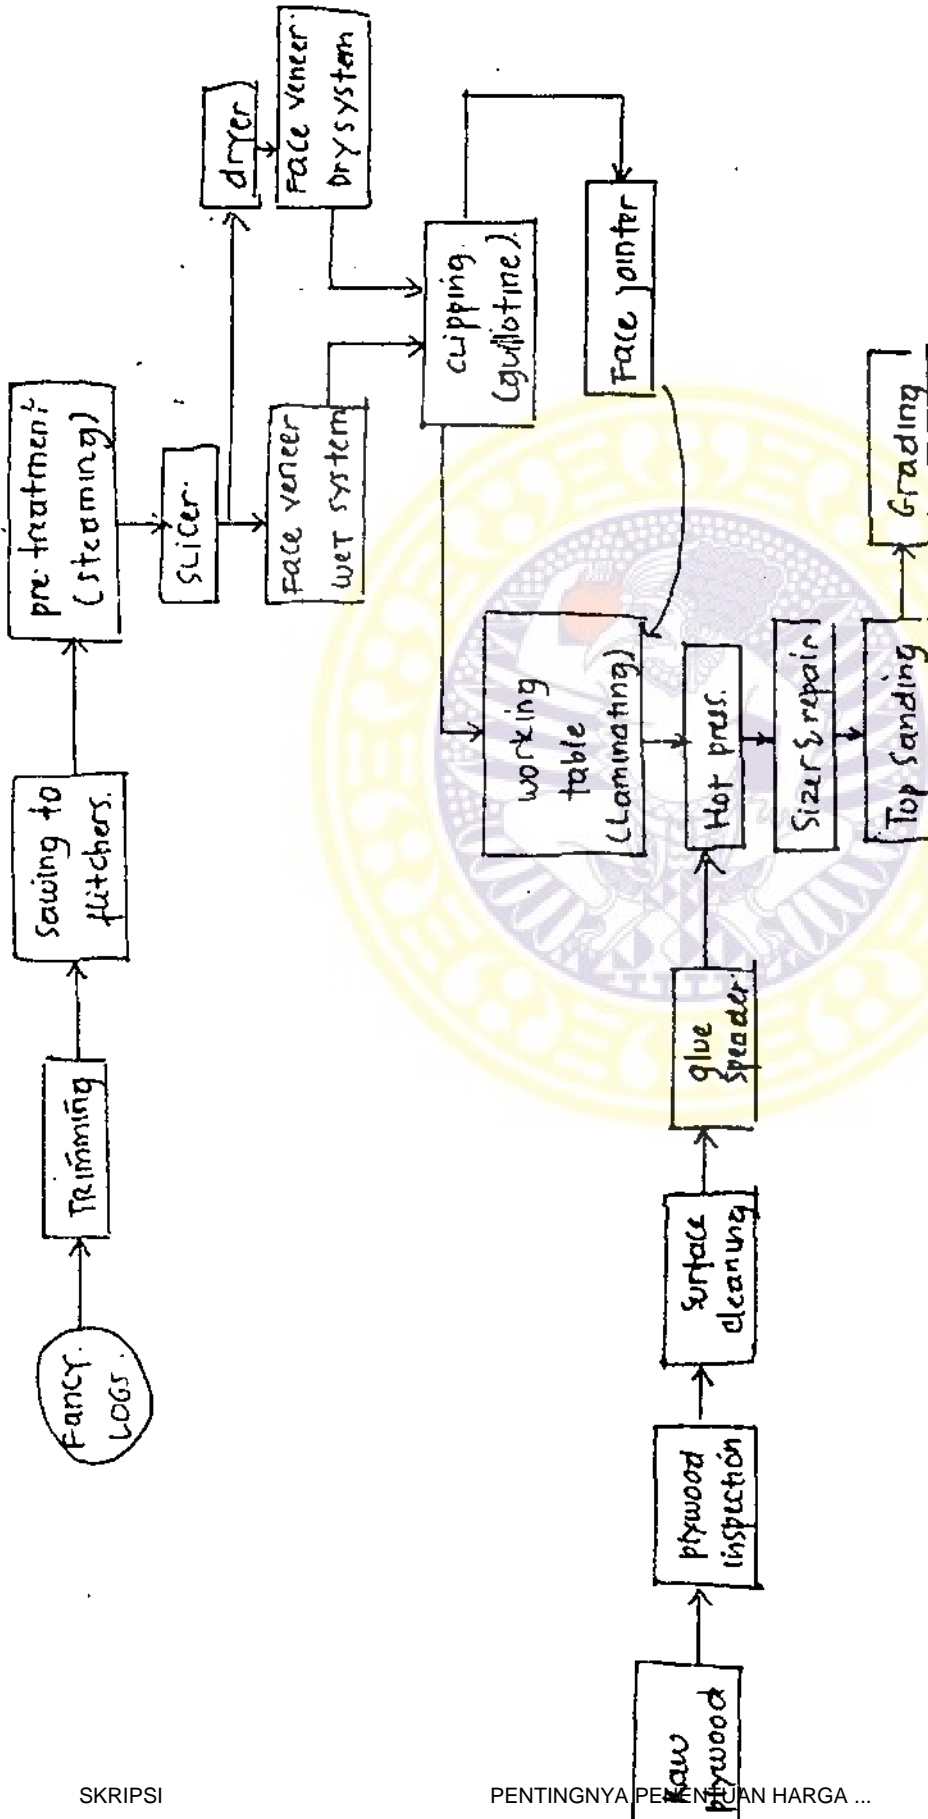 Fancy.
LOGS.
TRimming
Sawing to
flitchers.
pre.treatment
(steaming)
SLiCer.
dryer
Face veneer
Drysystem
Face veneer
WeT system
cLipping
(guillotine)
Face jointer
working
table
(Laminating)
Raw
plywood
plywood
inspection
Surface
cleaning
glue
speader.
Hot press.
Sizer & repair
Top Sanding
Grading
SKRIPSI
PENTINGNYA PENENTUAN HARGA ...